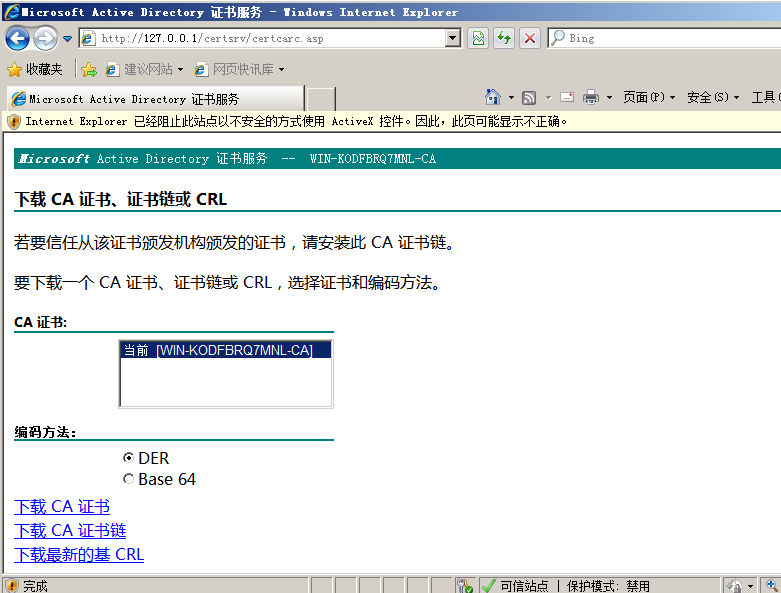 Microsoft Active Directory 证书服务 - Windows Internet Explorer
http://127.0.0.1/certsrv/certcarc.asp
Bing
收藏夹 建议网站 网页快讯库
Microsoft Active Directory 证书服务
页面(P) 安全(S) 工具(
Internet Explorer 已经阻止此站点以不安全的方式使用 ActiveX 控件。因此，此页可能显示不正确。
Microsoft Active Directory 证书服务 -- WIN-KODFBRQ7MNL-CA
下载 CA 证书、证书链或 CRL
若要信任从该证书颁发机构颁发的证书，请安装此 CA 证书链。
要下载一个 CA 证书、证书链或 CRL，选择证书和编码方法。
CA 证书:
当前 [WIN-KODFBRQ7MNL-CA]
编码方法:
DER
Base 64
下载 CA 证书
下载 CA 证书链
下载最新的基 CRL
完成 可信站点 | 保护模式: 禁用